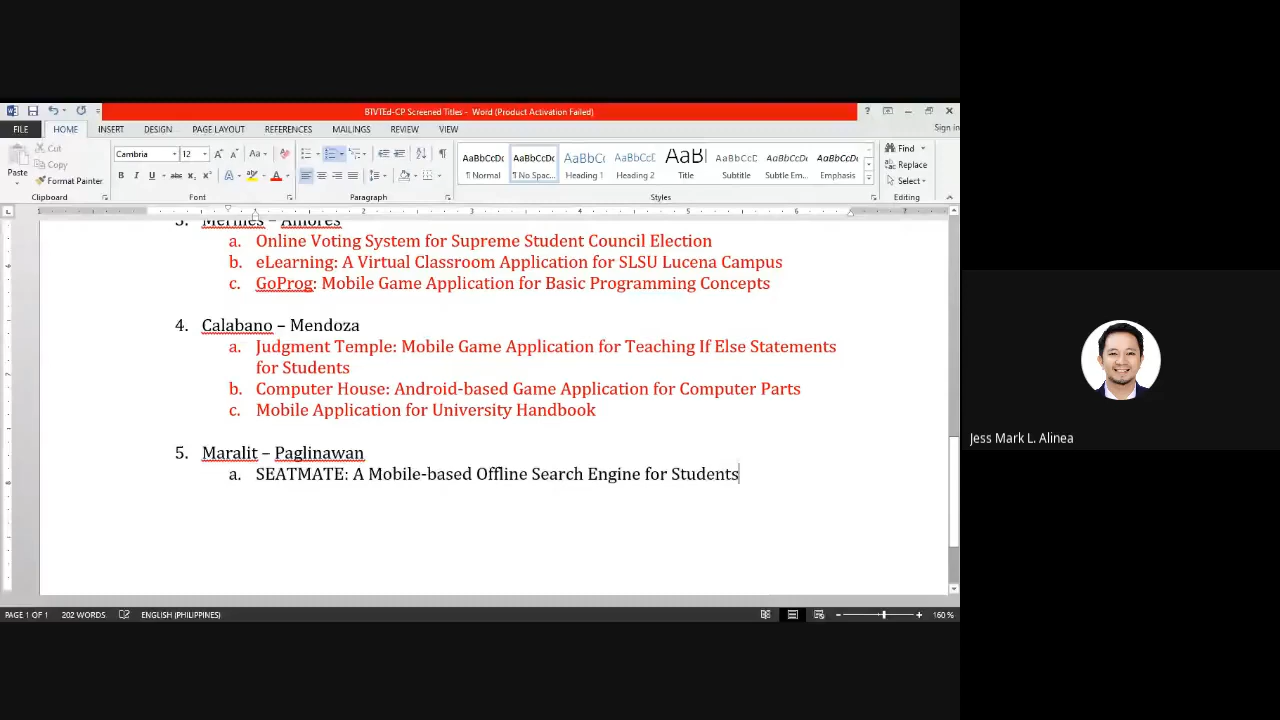 BTVTEd-CP Screened Titles - Word (Product Activation Failed)
FILE HOME INSERT DESIGN PAGE LAYOUT REFERENCES MAILINGS REVIEW VIEW Sign in
Cut
Copy
Format Painter
Paste
Cambria 12
AaBbCcDc AaBbCcDc AaBbC AaBbCcE AaB AaBbCcD AaBbCcDc AaBbCcDc
¶ Normal ¶ No Spac... Heading 1 Heading 2 Title Subtitle Subtle Em... Emphasis
Find
Replace
Select
Clipboard Font Paragraph Styles Editing
3. Mermes – Amores
a. Online Voting System for Supreme Student Council Election
b. eLearning: A Virtual Classroom Application for SLSU Lucena Campus
c. GoProg: Mobile Game Application for Basic Programming Concepts
4. Calabano – Mendoza
a. Judgment Temple: Mobile Game Application for Teaching If Else Statements
for Students
b. Computer House: Android-based Game Application for Computer Parts
c. Mobile Application for University Handbook
5. Maralit – Paglinawan
a. SEATMATE: A Mobile-based Offline Search Engine for Students
Jess Mark L. Alinea
PAGE 1 OF 1 202 WORDS ENGLISH (PHILIPPINES) 160 %